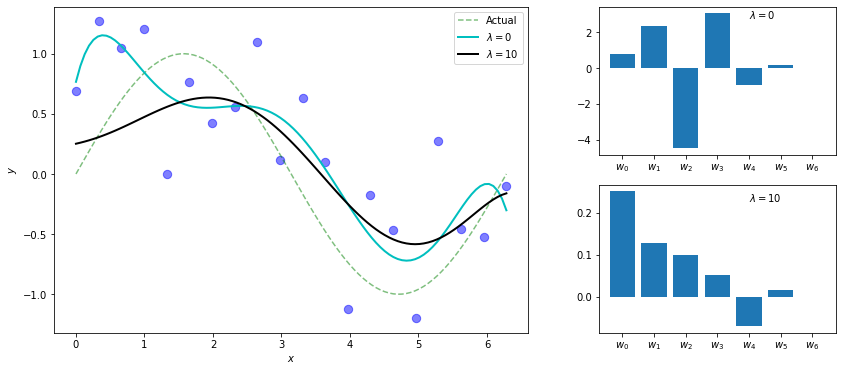 Actual
λ = 0
λ = 10
1.0
0.5
0.0
−0.5
−1.0
y
0 1 2 3 4 5 6
x
λ = 0
2
0
−2
−4
w₀ w₁ w₂ w₃ w₄ w₅ w₆
λ = 10
0.2
0.1
0.0
w₀ w₁ w₂ w₃ w₄ w₅ w₆